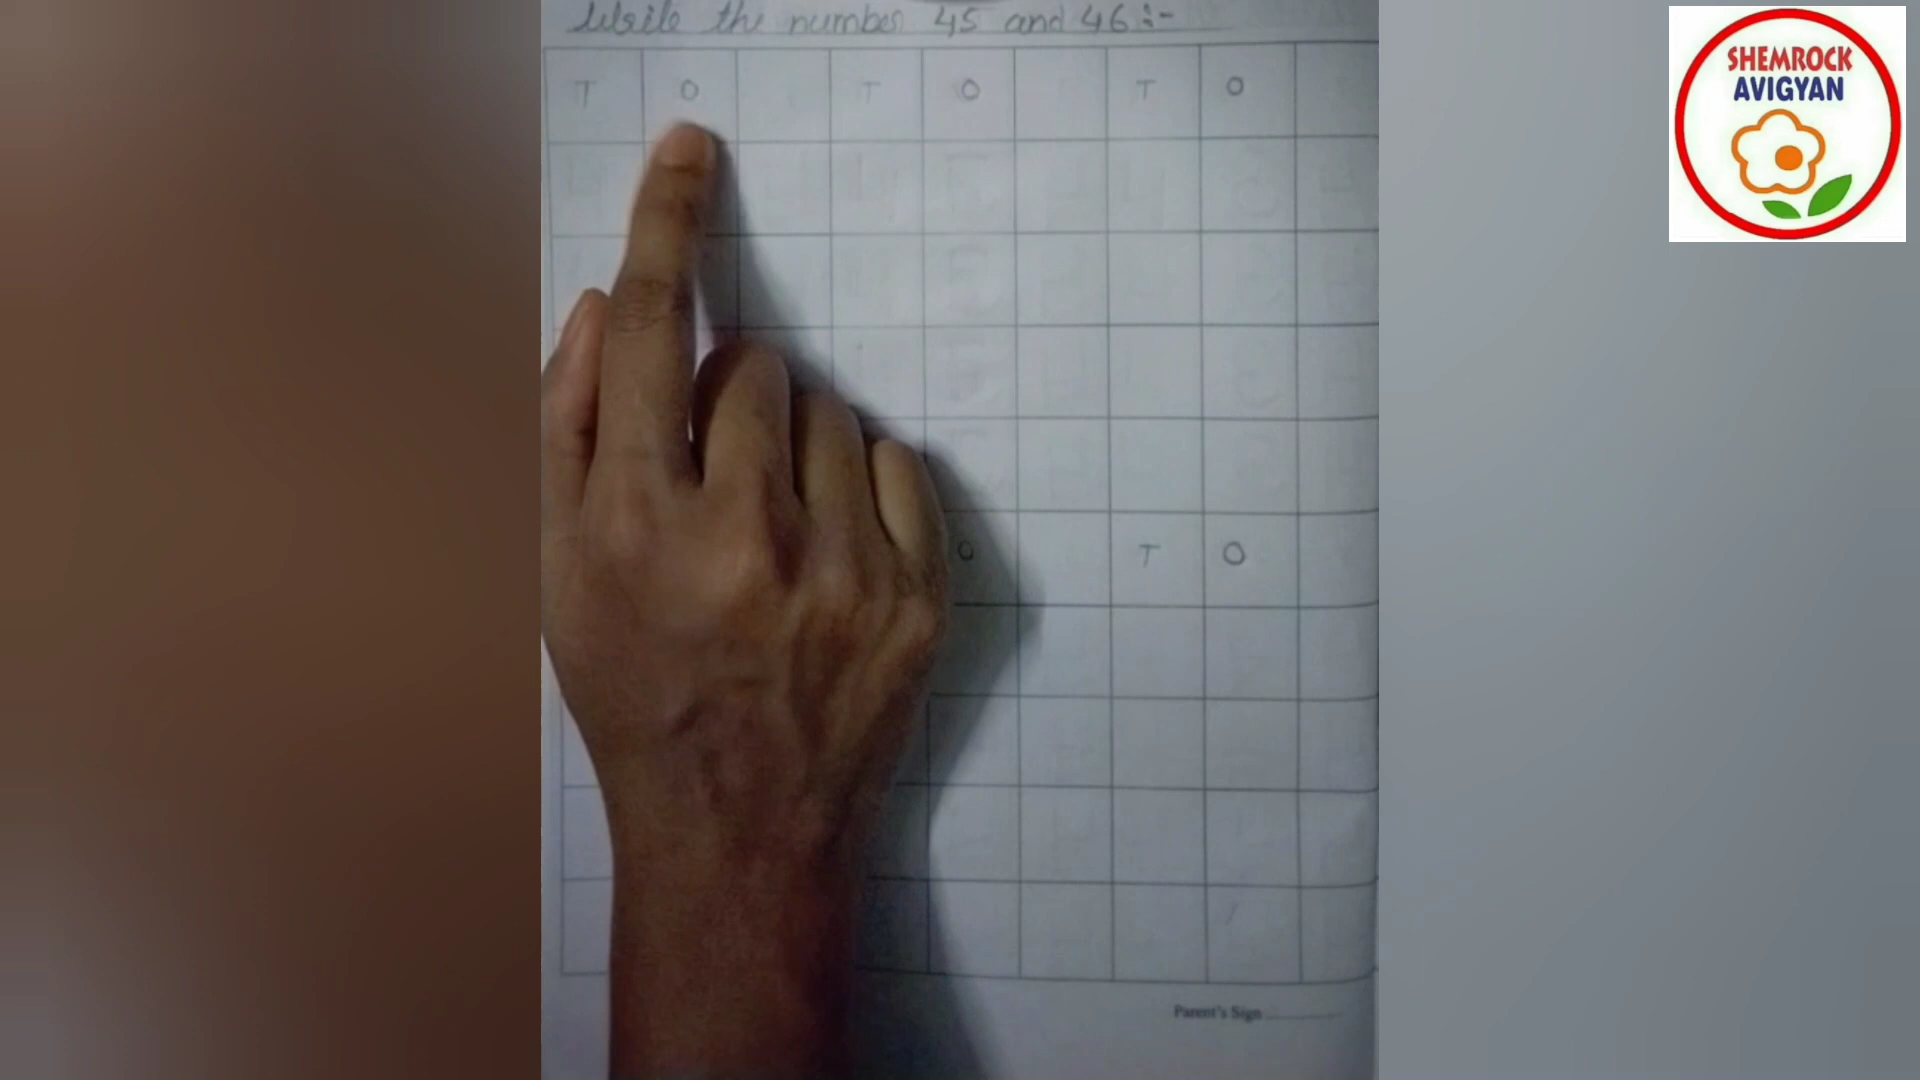 Write the number 45 and 46:-
T O T O T O
O T O
Parent's Sign
SHEMROCK
AVIGYAN